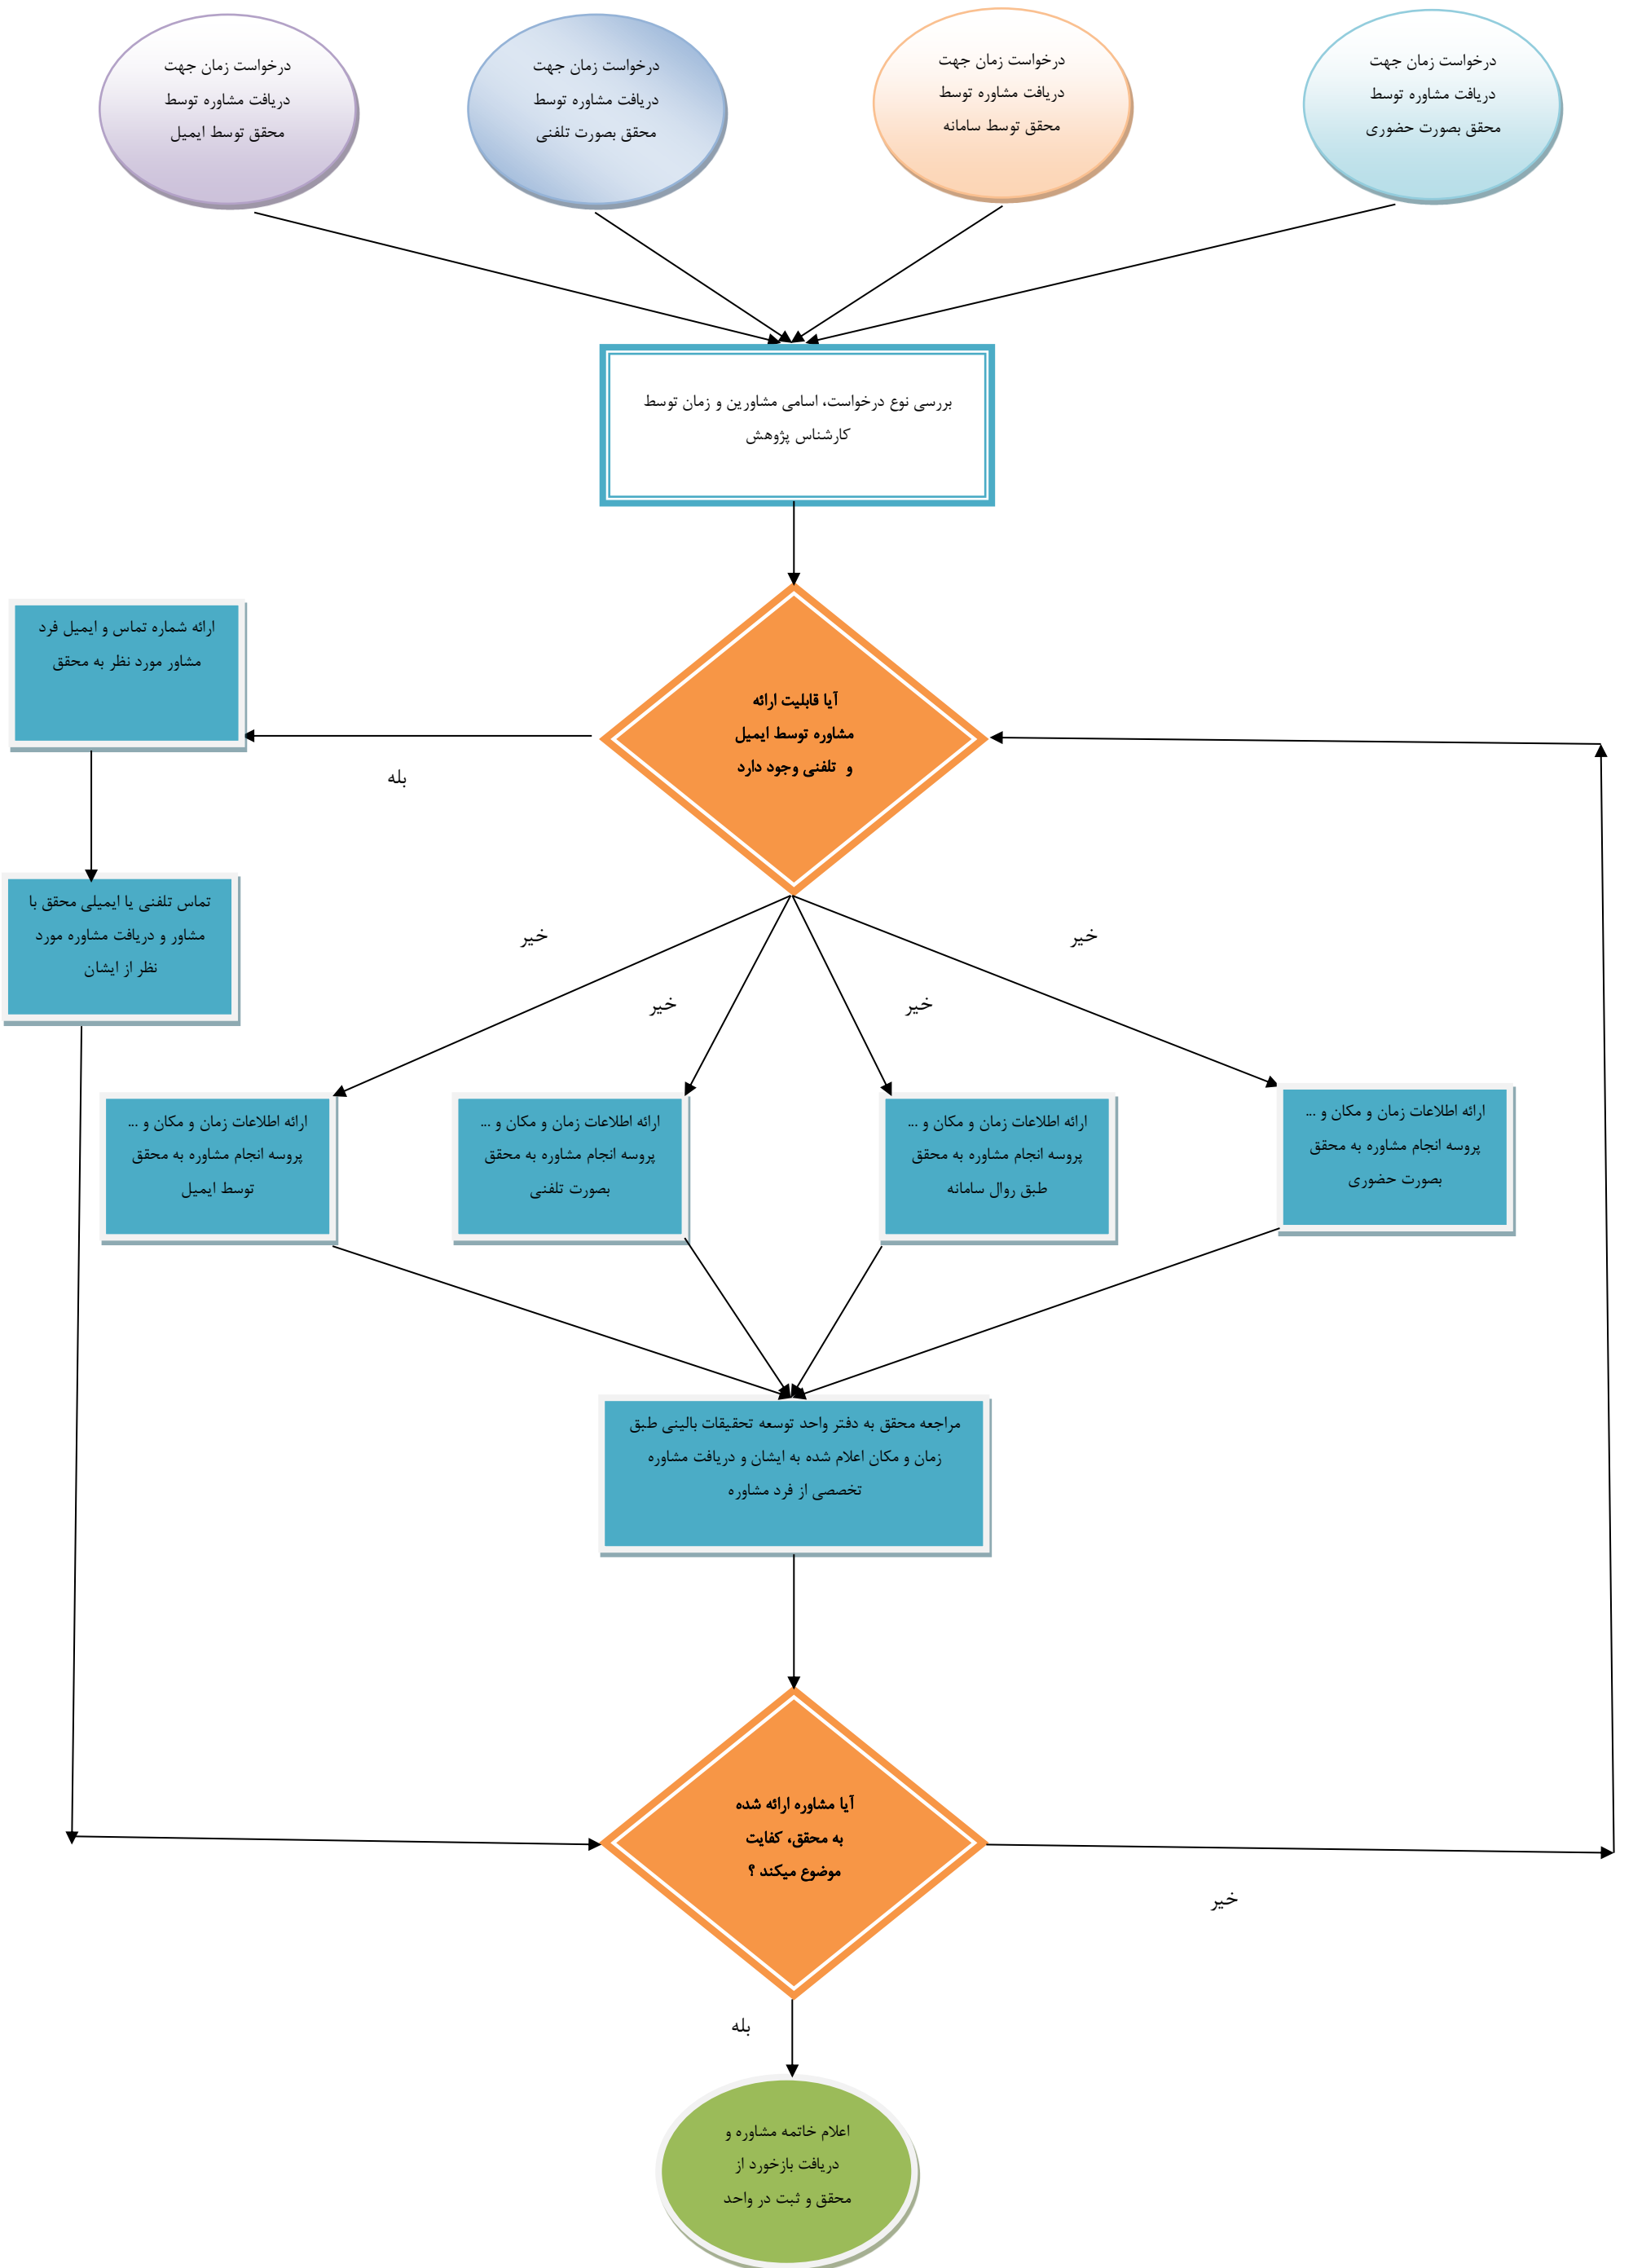 درخواست زمان جهت
دریافت مشاوره توسط
محقق بصورت حضوری
درخواست زمان جهت
دریافت مشاوره توسط
محقق توسط سامانه
درخواست زمان جهت
دریافت مشاوره توسط
محقق بصورت تلفنی
درخواست زمان جهت
دریافت مشاوره توسط
محقق توسط ایمیل
بررسی نوع درخواست، اسامی مشاورین و زمان توسط
کارشناس پژوهش
آیا قابلیت ارائه
مشاوره توسط ایمیل
و تلفنی وجود دارد
بله
ارائه شماره تماس و ایمیل فرد
مشاور مورد نظر به محقق
تماس تلفنی یا ایمیلی محقق با
مشاور و دریافت مشاوره مورد
نظر از ایشان
خیر
خیر
خیر
خیر
ارائه اطلاعات زمان و مکان و ...
پروسه انجام مشاوره به محقق
بصورت حضوری
ارائه اطلاعات زمان و مکان و ...
پروسه انجام مشاوره به محقق
طبق روال سامانه
ارائه اطلاعات زمان و مکان و ...
پروسه انجام مشاوره به محقق
بصورت تلفنی
ارائه اطلاعات زمان و مکان و ...
پروسه انجام مشاوره به محقق
توسط ایمیل
مراجعه محقق به دفتر واحد توسعه تحقیقات بالینی طبق
زمان و مکان اعلام شده به ایشان و دریافت مشاوره
تخصصی از فرد مشاوره
آیا مشاوره ارائه شده
به محقق، کفایت
موضوع میکند ؟
خیر
بله
اعلام خاتمه مشاوره و
دریافت بازخورد از
محقق و ثبت در واحد